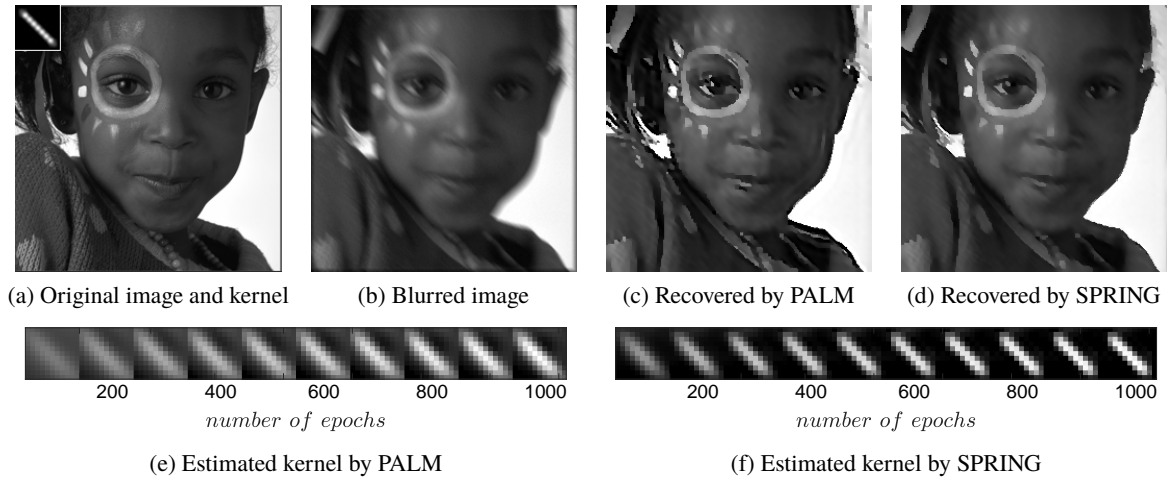 (a) Original image and kernel
(b) Blurred image
(c) Recovered by PALM
(d) Recovered by SPRING
200 400 600 800 1000
number of epochs
(e) Estimated kernel by PALM
200 400 600 800 1000
number of epochs
(f) Estimated kernel by SPRING